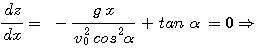 dz/dx = - g x / v₀² cos²α + tan α = 0 ⇒